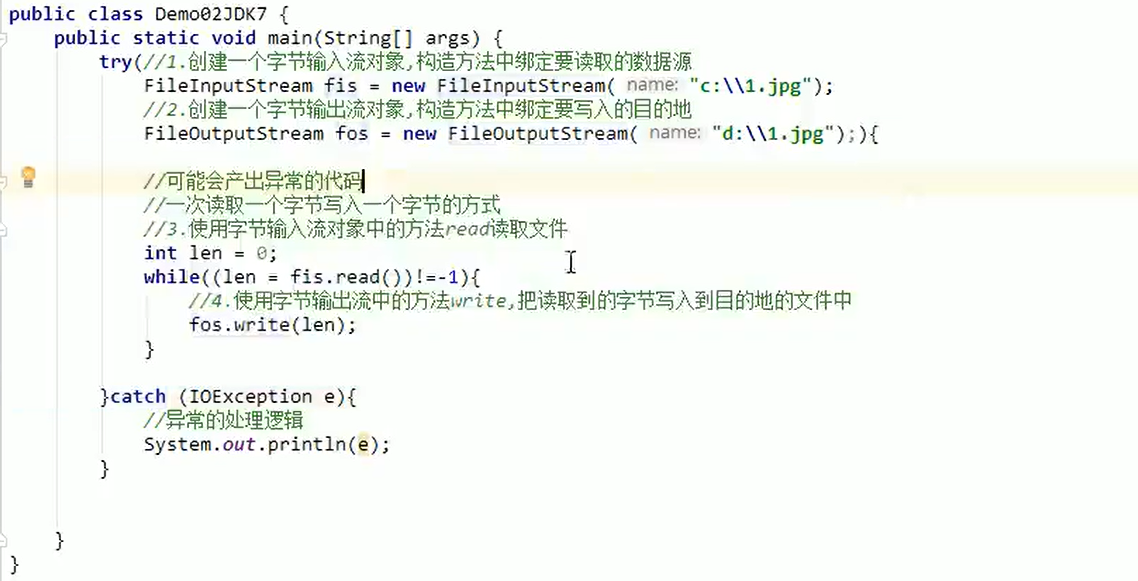 public class Demo02JDK7 {
public static void main(String[] args) {
try(//1.创建一个字节输入流对象,构造方法中绑定要读取的数据源
FileInputStream fis = new FileInputStream( name: "c:\\1.jpg");
//2.创建一个字节输出流对象,构造方法中绑定要写入的目的地
FileOutputStream fos = new FileOutputStream( name: "d:\\1.jpg");){
//可能会产出异常的代码
//一次读取一个字节写入一个字节的方式
//3.使用字节输入流对象中的方法read读取文件
int len = 0;
while((len = fis.read())!=-1){
//4.使用字节输出流中的方法write,把读取到的字节写入到目的地的文件中
fos.write(len);
}
}catch (IOException e){
//异常的处理逻辑
System.out.println(e);
}
}
}